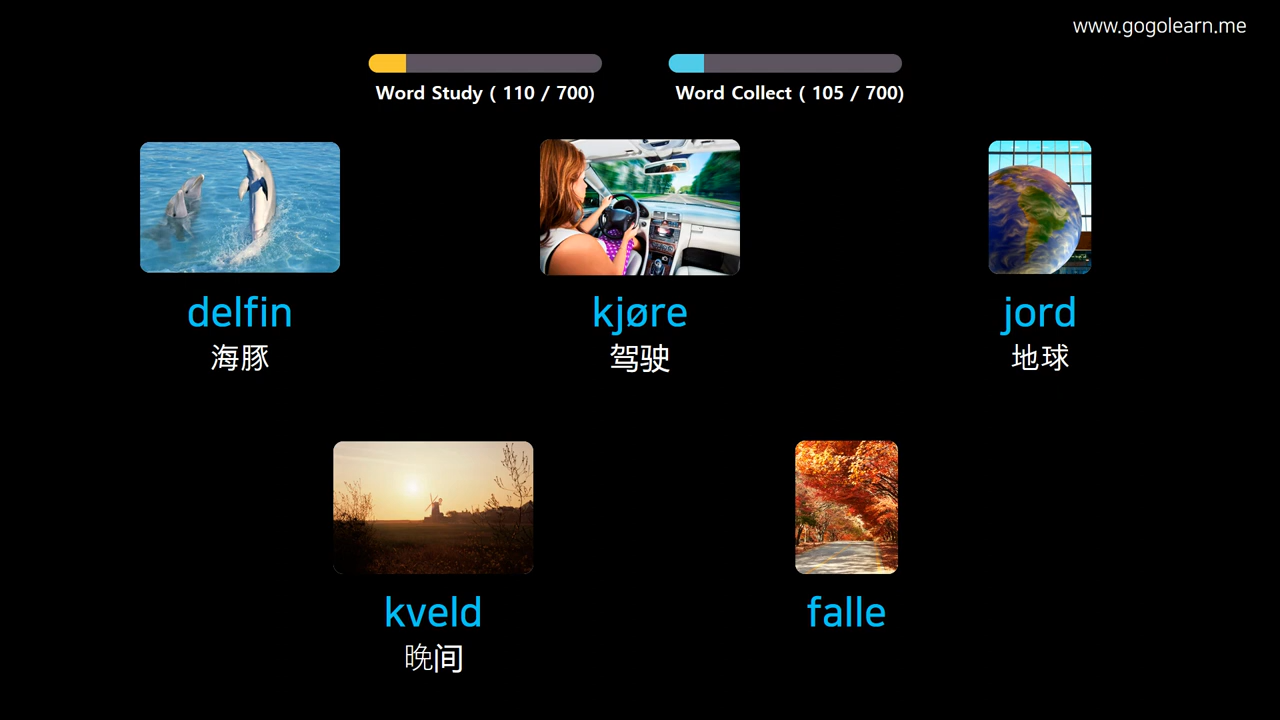 www.gogolearn.me
Word Study ( 110 / 700)
Word Collect ( 105 / 700)
delfin
海豚
kjøre
驾驶
jord
地球
kveld
晚间
falle